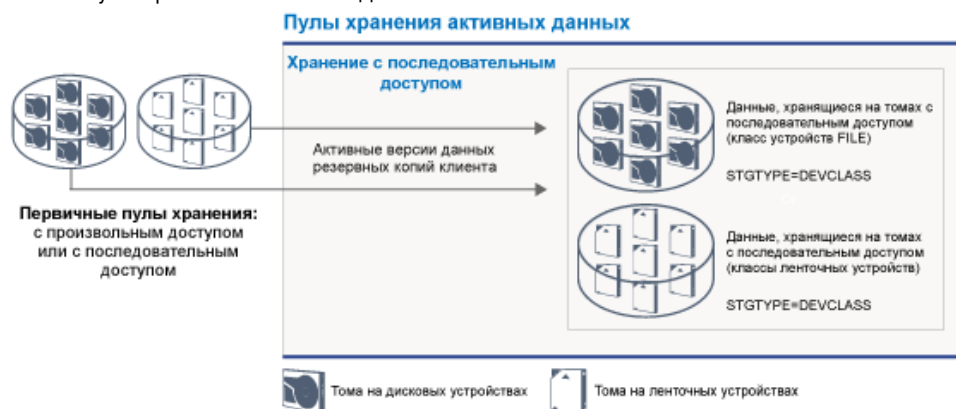 Пулы хранения активных данных
Хранение с последовательным
доступом
Активные версии данных
резервных копий клиента
Первичные пулы хранения:
с произвольным доступом
или с последовательным
доступом
Данные, хранящиеся на томах с
последовательным доступом
(класс устройств FILE)
STGTYPE=DEVCLASS
Данные, хранящиеся на томах
с последовательным доступом
(классы ленточных устройств)
STGTYPE=DEVCLASS
Тома на дисковых устройствах
Тома на ленточных устройствах